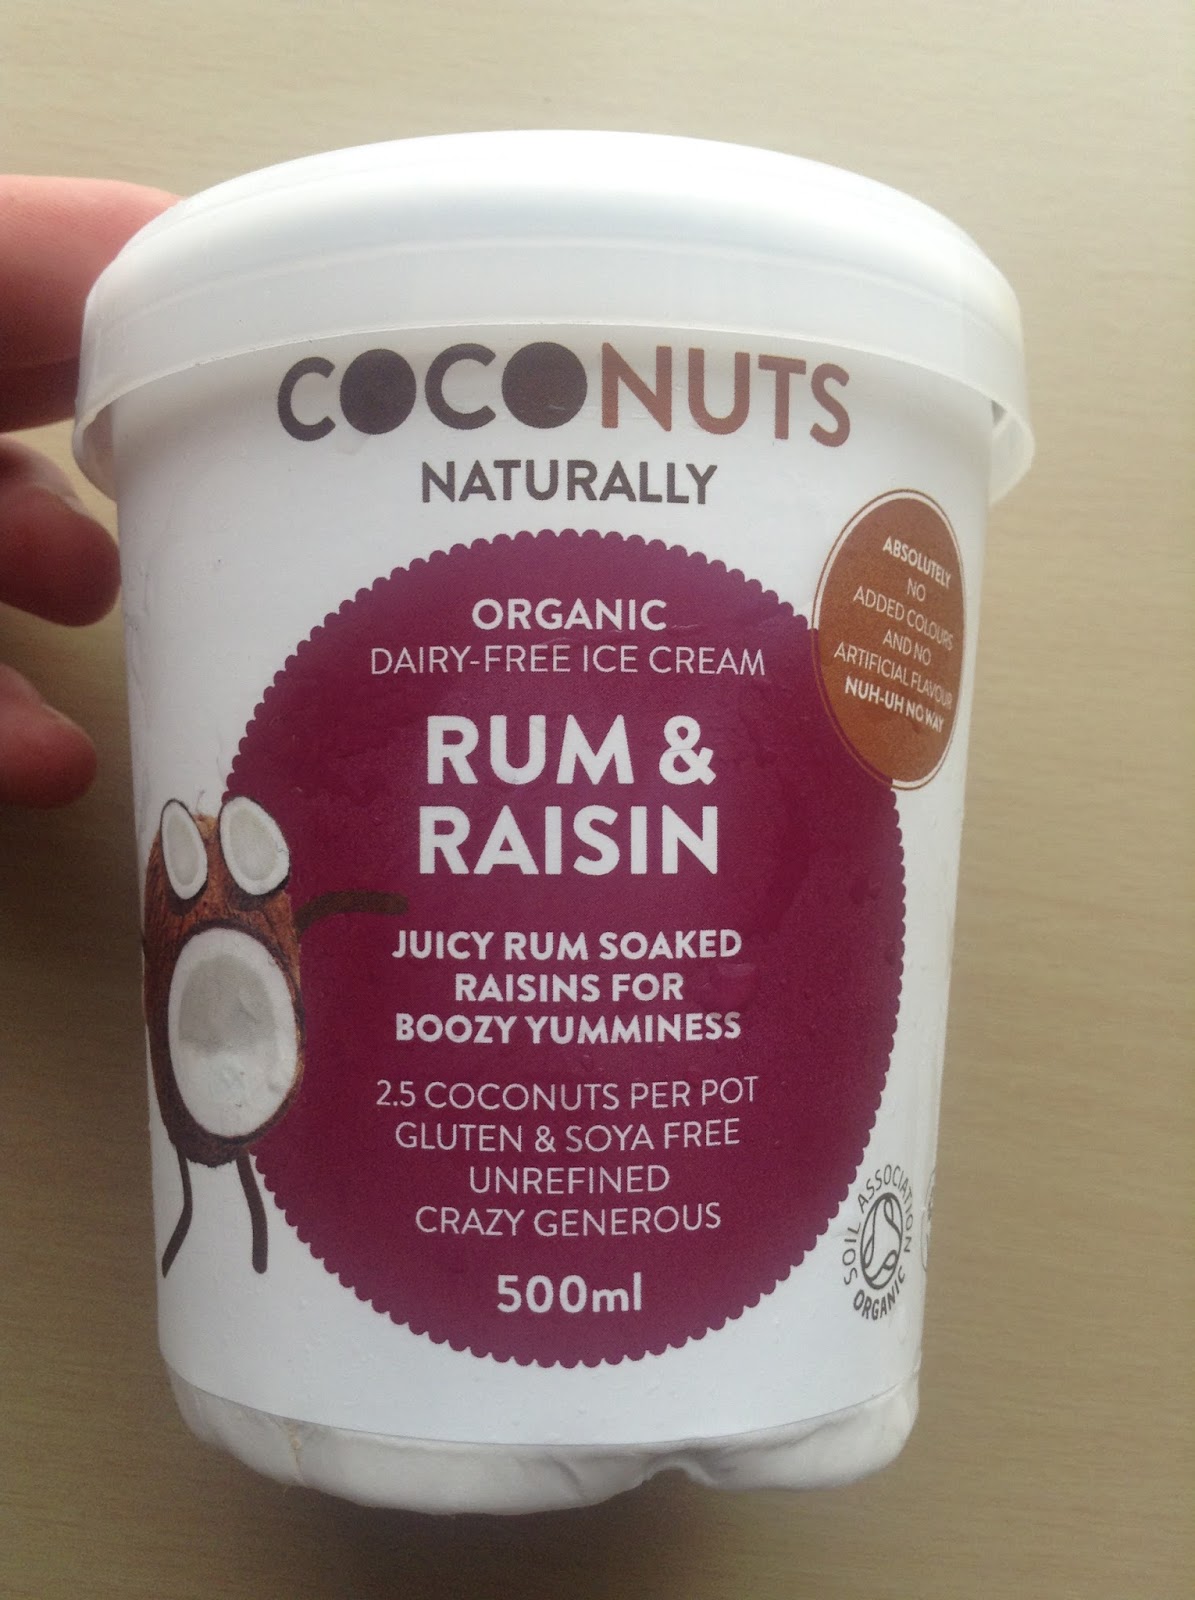 COCONUTS
NATURALLY
ORGANIC
DAIRY-FREE ICE CREAM
RUM &
RAISIN
JUICY RUM SOAKED
RAISINS FOR
BOOZY YUMMINESS
2.5 COCONUTS PER POT
GLUTEN & SOYA FREE
UNREFINED
CRAZY GENEROUS
500ml
ABSOLUTELY
NO
ADDED COLOURS
AND NO
ARTIFICIAL FLAVOUR
NUH-UH NO WAY
SOIL ASSOCIATION
ORGANIC